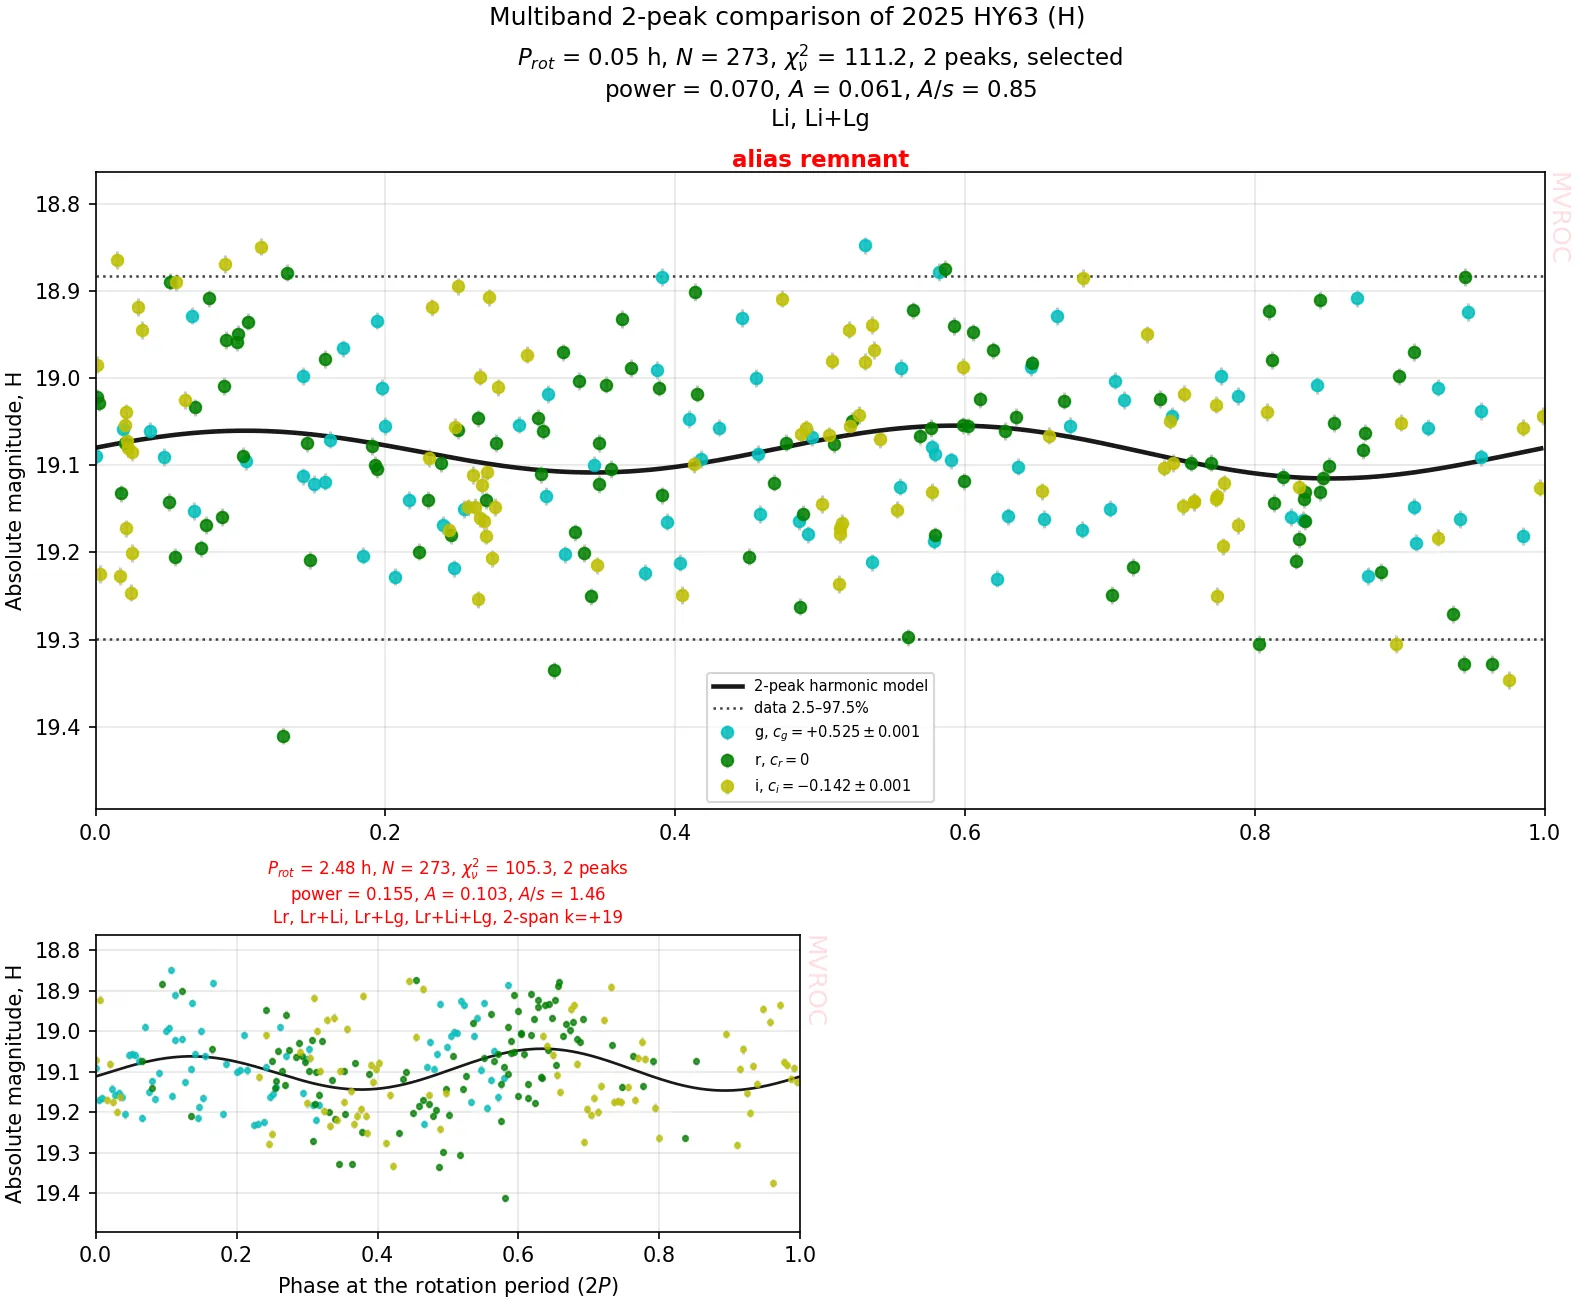 Multiband 2-peak comparison of 2025 HY63 (H)
P_rot = 0.05 h, N = 273, χ²_ν = 111.2, 2 peaks, selected
power = 0.070, A = 0.061, A/s = 0.85
Li, Li+Lg
alias remnant
MVROC
Absolute magnitude, H
18.8
18.9
19.0
19.1
19.2
19.3
19.4
2-peak harmonic model
data 2.5–97.5%
g, c_g = +0.525 ± 0.001
r, c_r = 0
i, c_i = −0.142 ± 0.001
0.0 0.2 0.4 0.6 0.8 1.0
P_rot = 2.48 h, N = 273, χ²_ν = 105.3, 2 peaks
power = 0.155, A = 0.103, A/s = 1.46
Lr, Lr+Li, Lr+Lg, Lr+Li+Lg, 2-span k=+19
MVROC
Absolute magnitude, H
18.8
18.9
19.0
19.1
19.2
19.3
19.4
0.0 0.2 0.4 0.6 0.8 1.0
Phase at the rotation period (2P)